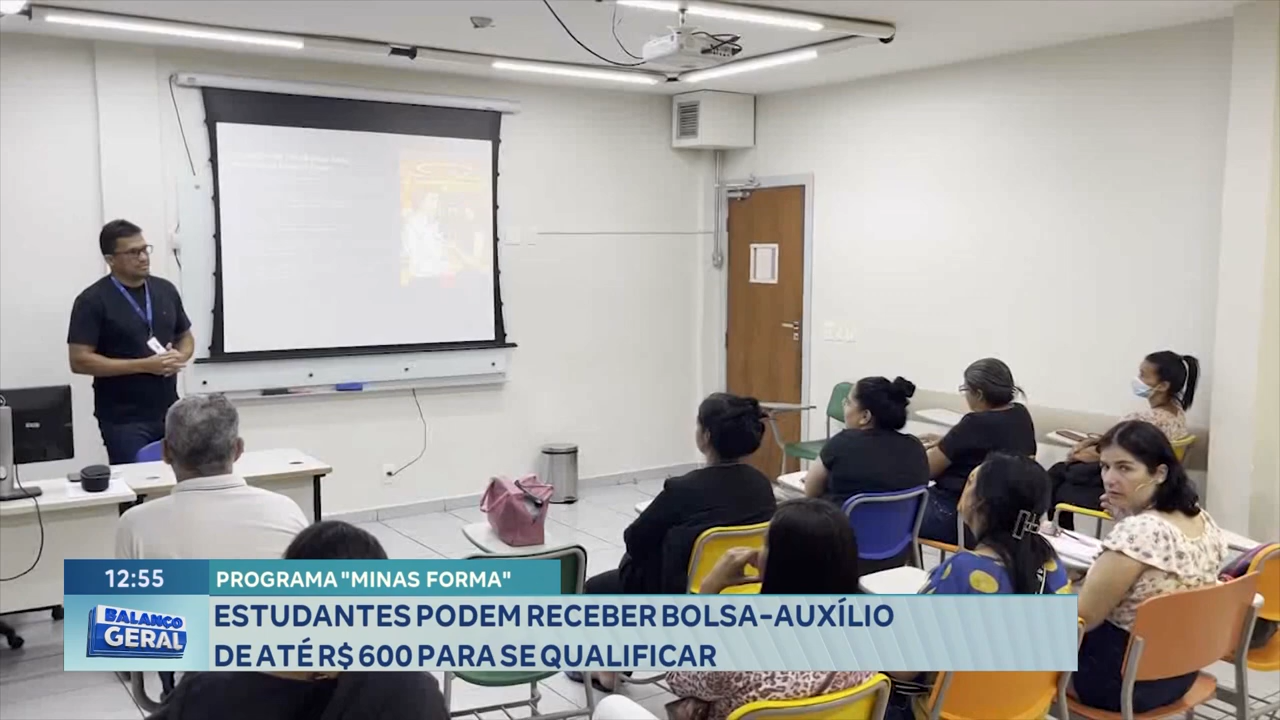 12:55
PROGRAMA "MINAS FORMA"
BALANÇO
GERAL
ESTUDANTES PODEM RECEBER BOLSA-AUXÍLIO
DE ATÉ R$ 600 PARA SE QUALIFICAR